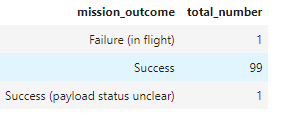 mission_outcome total_number
Failure (in flight) 1
Success 99
Success (payload status unclear) 1